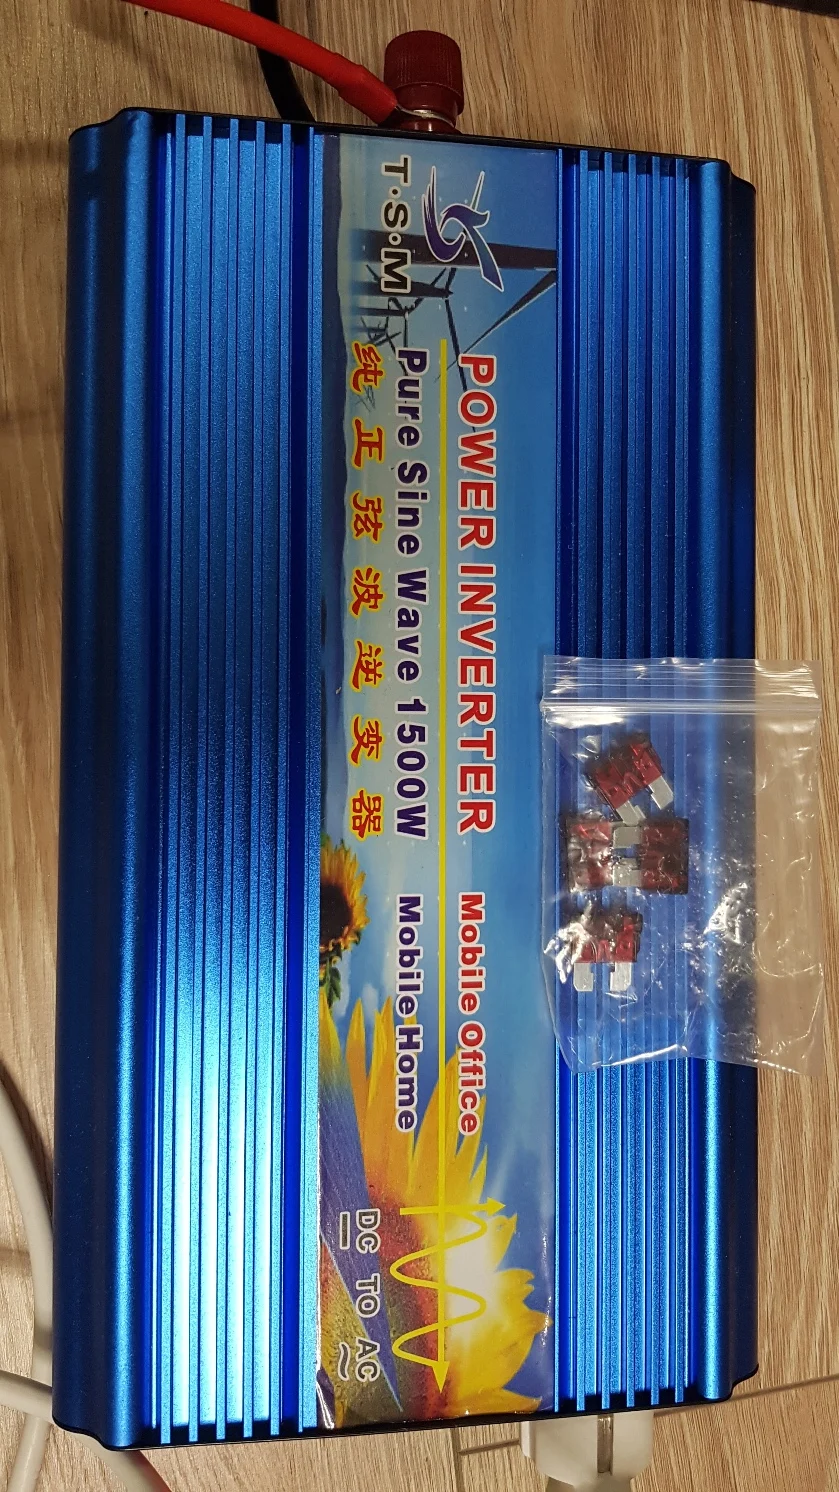 T·S·M
POWER INVERTER
Pure Sine Wave 1500W
纯正弦波逆变器
Mobile Office
Mobile Home
DC TO AC